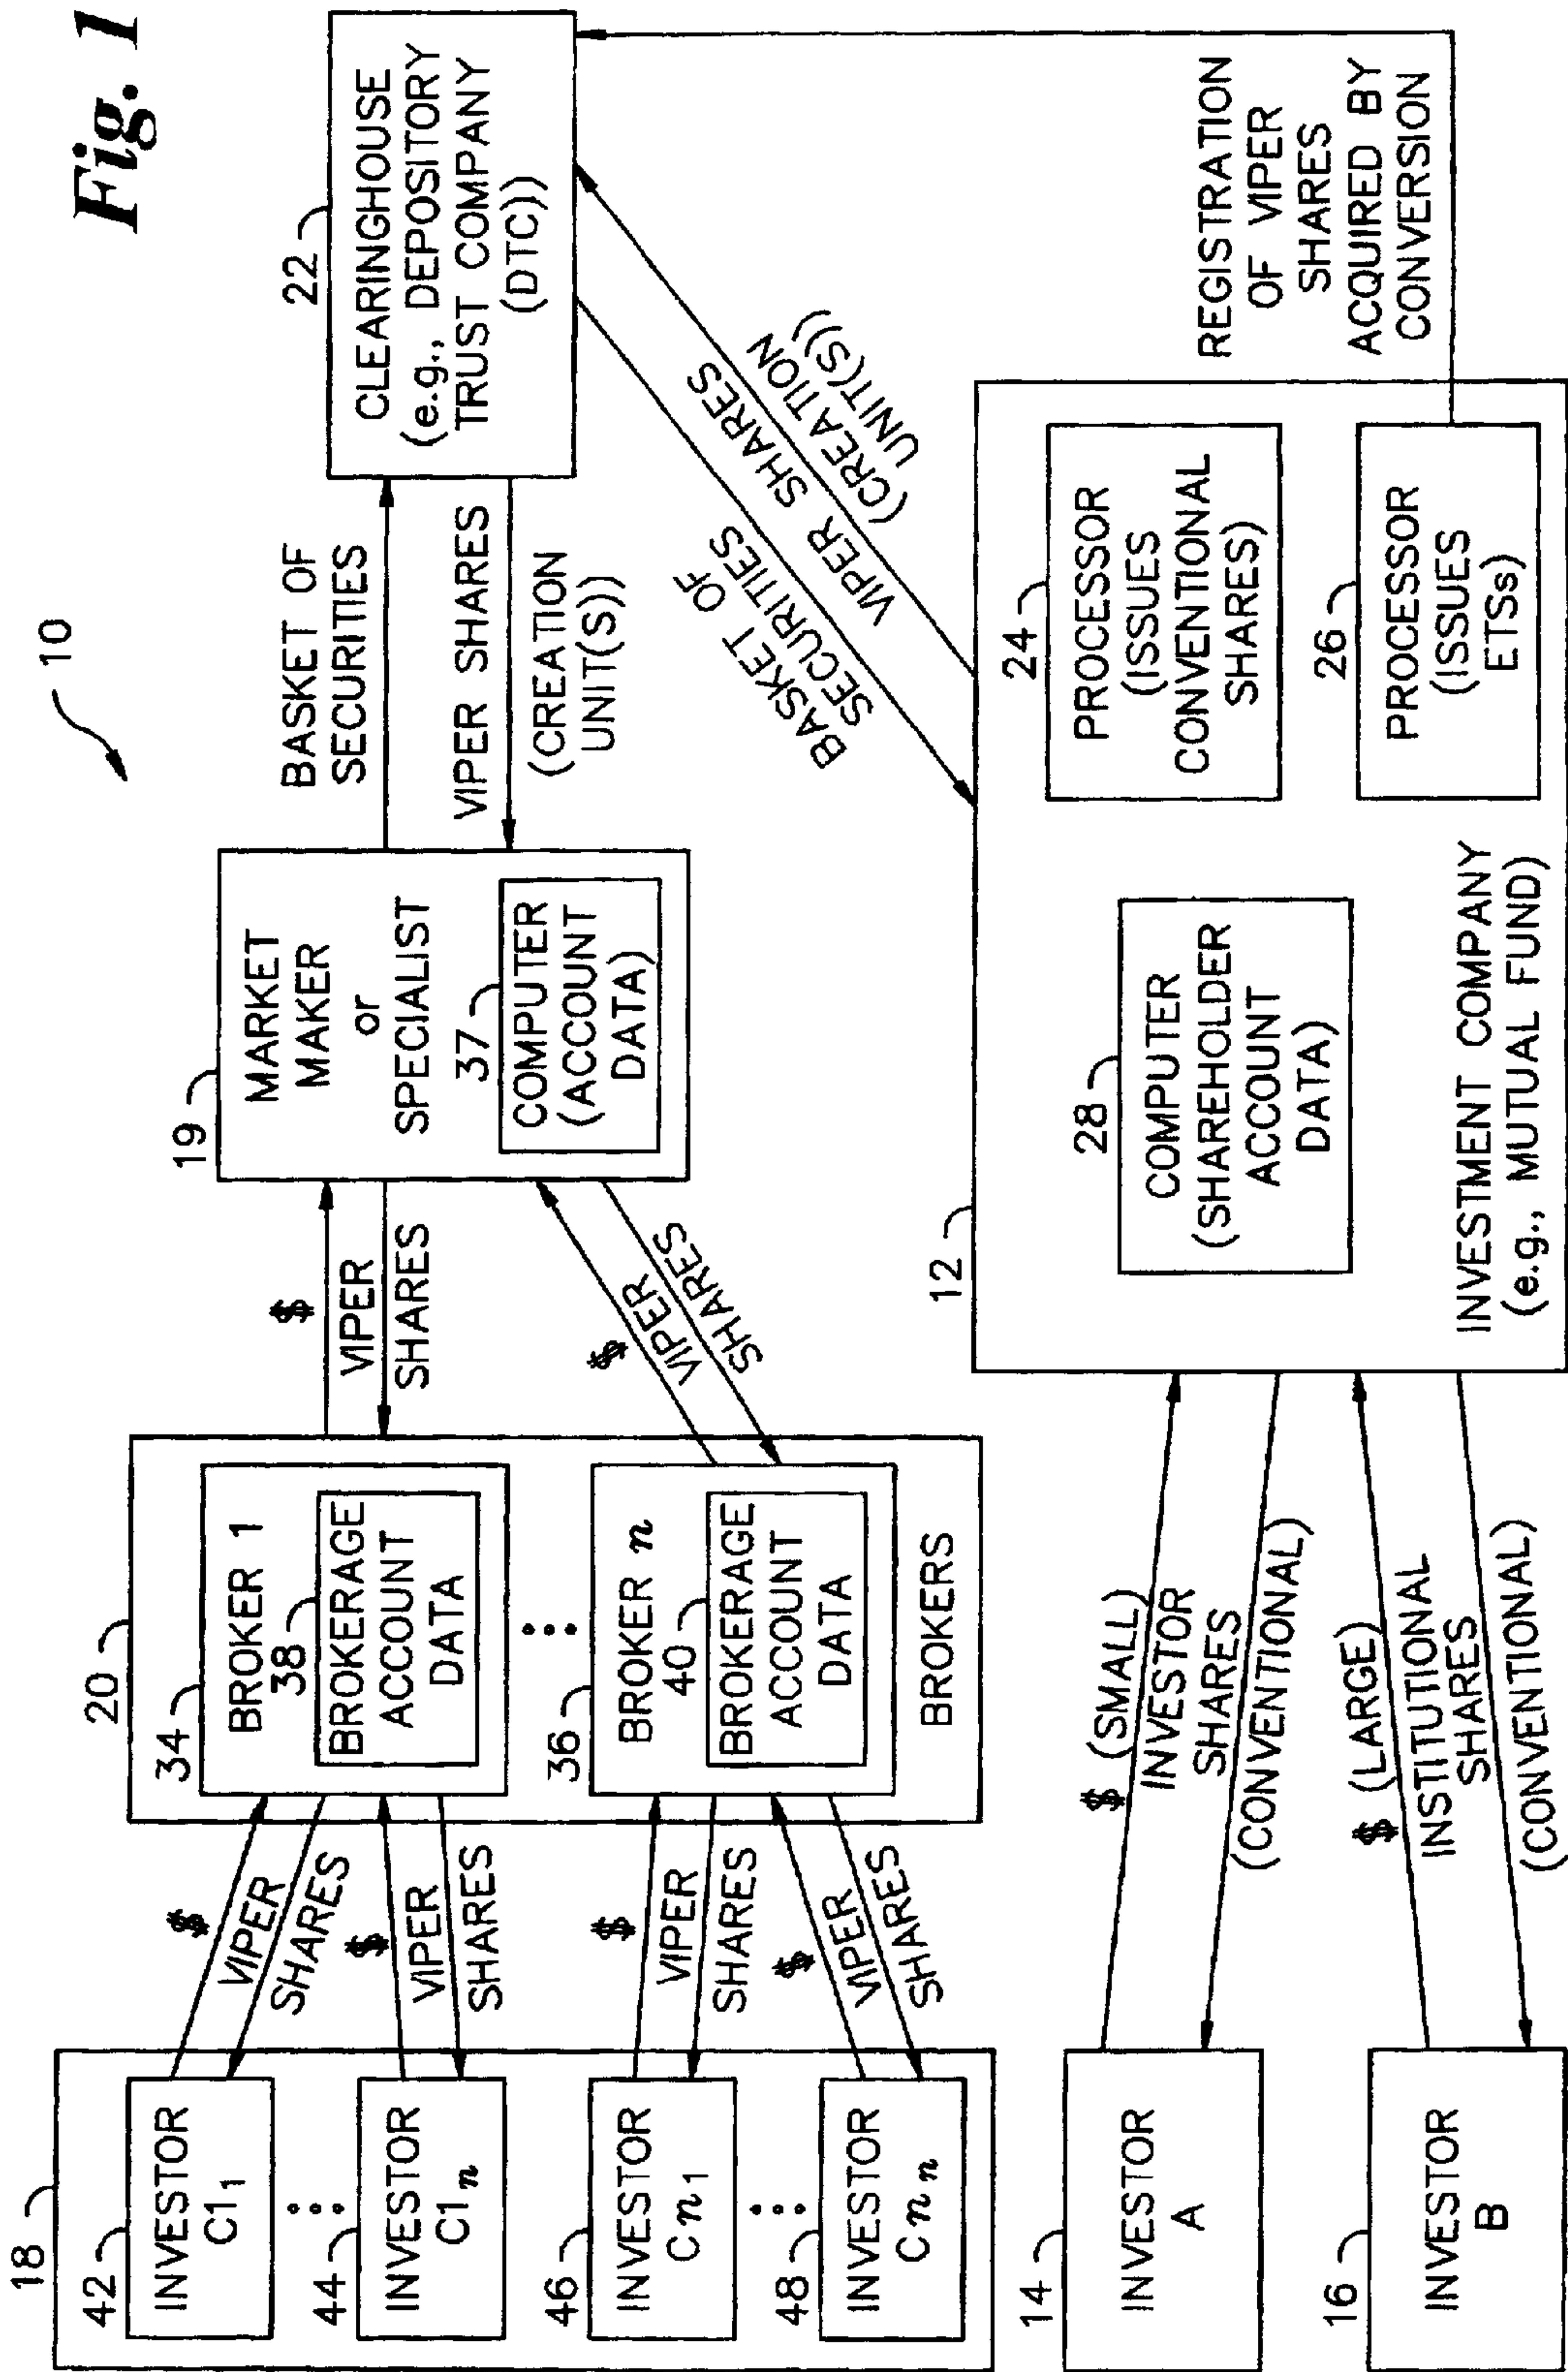 Fig. 1
10
18
42
INVESTOR
C1₁
44
INVESTOR
C1ₙ
46
INVESTOR
Cn₁
48
INVESTOR
Cnₙ
$
VIPER
SHARES
$
VIPER
SHARES
$
VIPER
SHARES
$
VIPER
SHARES
20
34
BROKER 1
38
BROKERAGE
ACCOUNT
DATA
36
BROKER n
40
BROKERAGE
ACCOUNT
DATA
BROKERS
$
VIPER
SHARES
$
VIPER
SHARES
19
MARKET
MAKER
or
SPECIALIST
37
COMPUTER
(ACCOUNT
DATA)
BASKET OF
SECURITIES
VIPER SHARES
(CREATION
UNIT(S))
22
CLEARINGHOUSE
(e.g., DEPOSITORY
TRUST COMPANY
(DTC))
BASKET OF
SECURITIES
VIPER SHARES
(CREATION
UNIT(S))
REGISTRATION
OF VIPER
SHARES
ACQUIRED BY
CONVERSION
14
INVESTOR
A
16
INVESTOR
B
$ (SMALL)
INVESTOR
SHARES
(CONVENTIONAL)
$ (LARGE)
INSTITUTIONAL
SHARES
(CONVENTIONAL)
12
28
COMPUTER
(SHAREHOLDER
ACCOUNT
DATA)
24
PROCESSOR
(ISSUES
CONVENTIONAL
SHARES)
26
PROCESSOR
(ISSUES
ETSs)
INVESTMENT COMPANY
(e.g., MUTUAL FUND)